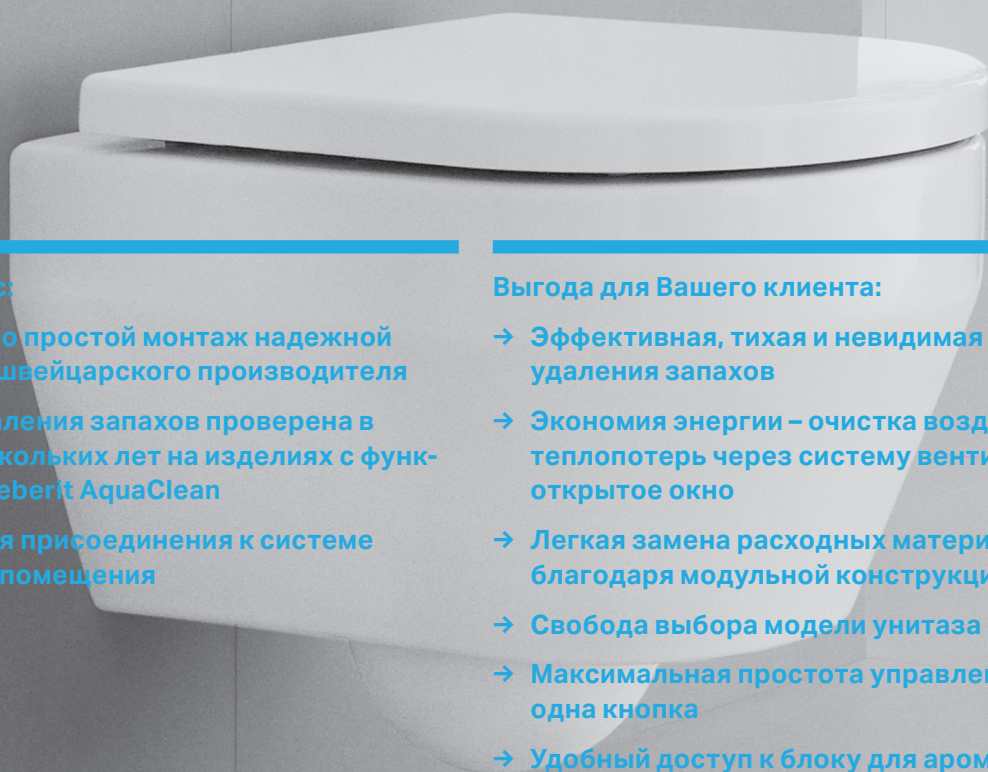 с:
о простой монтаж надежной
швейцарского производителя
ления запахов проверена в
кольких лет на изделиях с функ-
eberit AquaClean
я присоединения к системе
помещения
Выгода для Вашего клиента:
→ Эффективная, тихая и невидимая
удаления запахов
→ Экономия энергии – очистка возд
теплопотерь через систему венти
открытое окно
→ Легкая замена расходных матери
благодаря модульной конструкци
→ Свобода выбора модели унитаза
→ Максимальная простота управлен
одна кнопка
→ Удобный доступ к блоку для аром